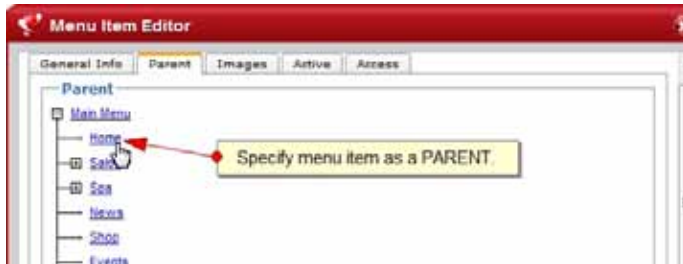 Menu Item Editor
General Info Parent Images Active Access
Parent
Main Menu
Home
Specify menu item as a PARENT.
Spa
News
Shop
Events